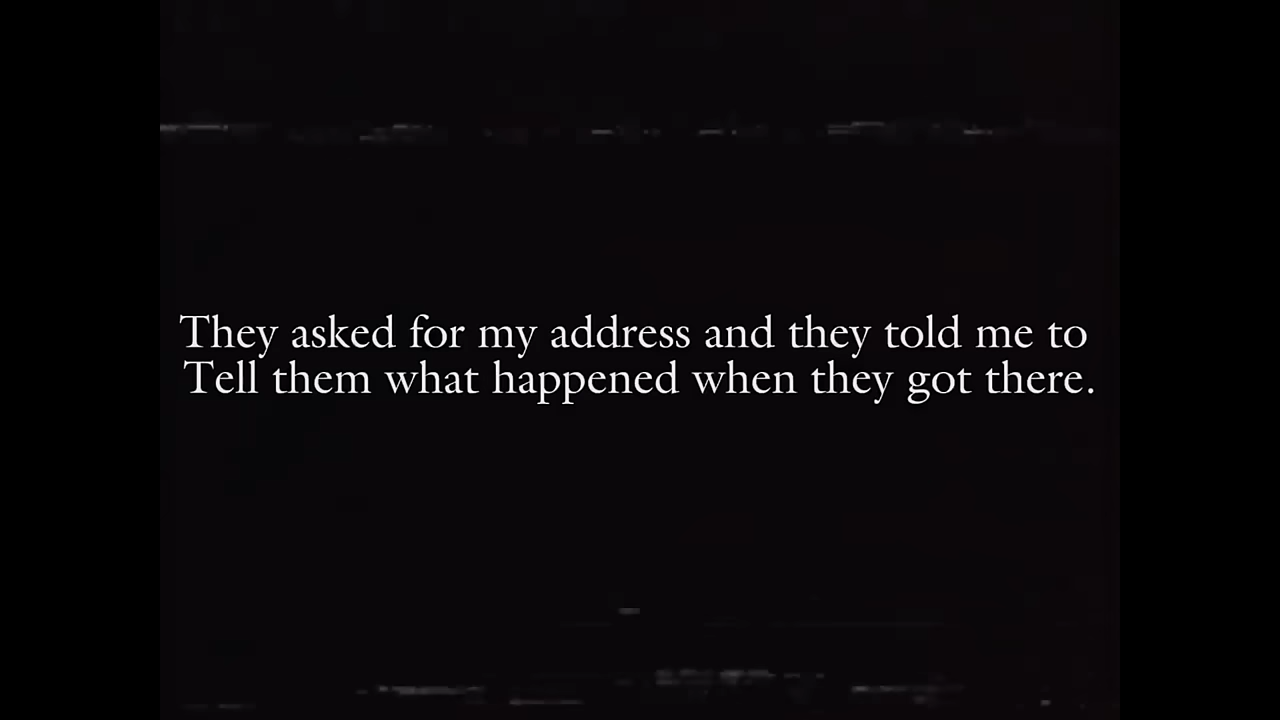 They asked for my address and they told me to
Tell them what happened when they got there.